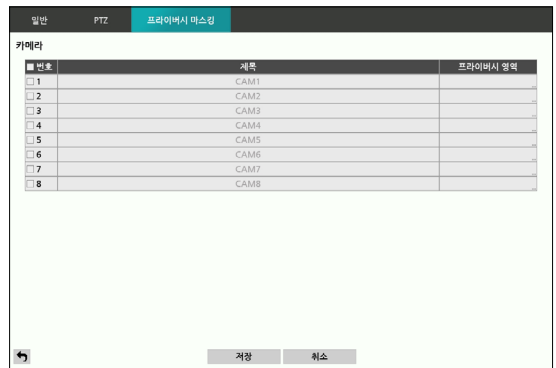 일반 PTZ 프라이버시 마스킹
카메라
번호 제목 프라이버시 영역
1 CAM1 ...
2 CAM2 ...
3 CAM3 ...
4 CAM4 ...
5 CAM5 ...
6 CAM6 ...
7 CAM7 ...
8 CAM8 ...
저장 취소